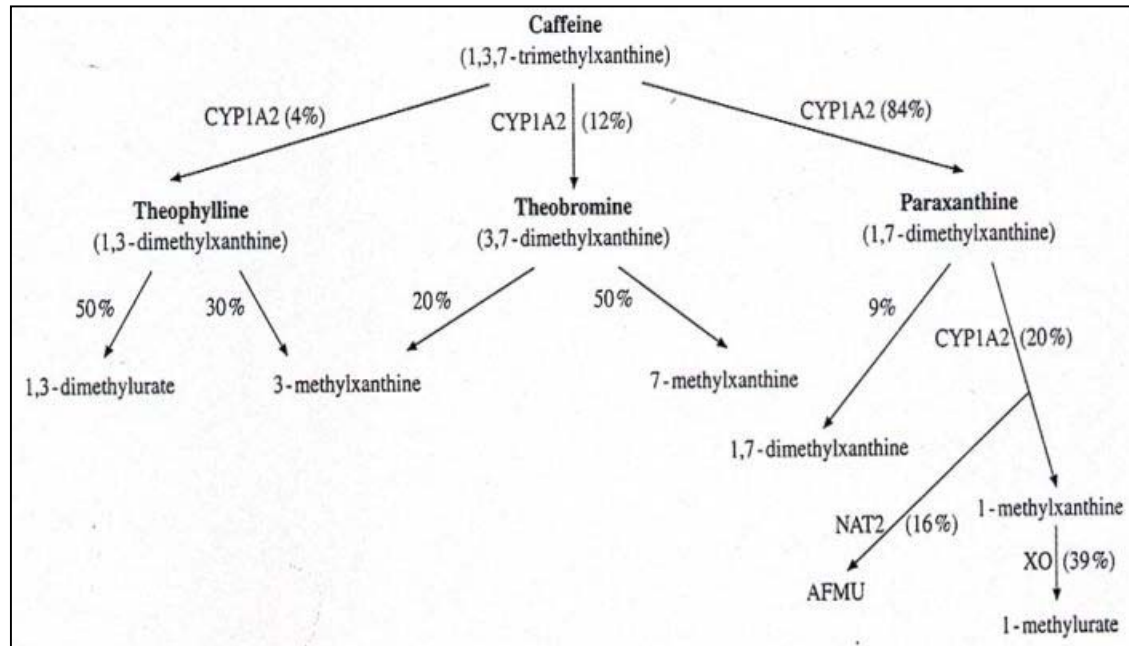 Caffeine
(1,3,7-trimethylxanthine)
CYP1A2 (4%)
CYP1A2 (12%)
CYP1A2 (84%)
Theophylline
(1,3-dimethylxanthine)
Theobromine
(3,7-dimethylxanthine)
Paraxanthine
(1,7-dimethylxanthine)
50%
30%
20%
50%
9%
CYP1A2 (20%)
1,3-dimethylurate
3-methylxanthine
7-methylxanthine
1,7-dimethylxanthine
1-methylxanthine
NAT2 (16%)
XO (39%)
AFMU
1-methylurate